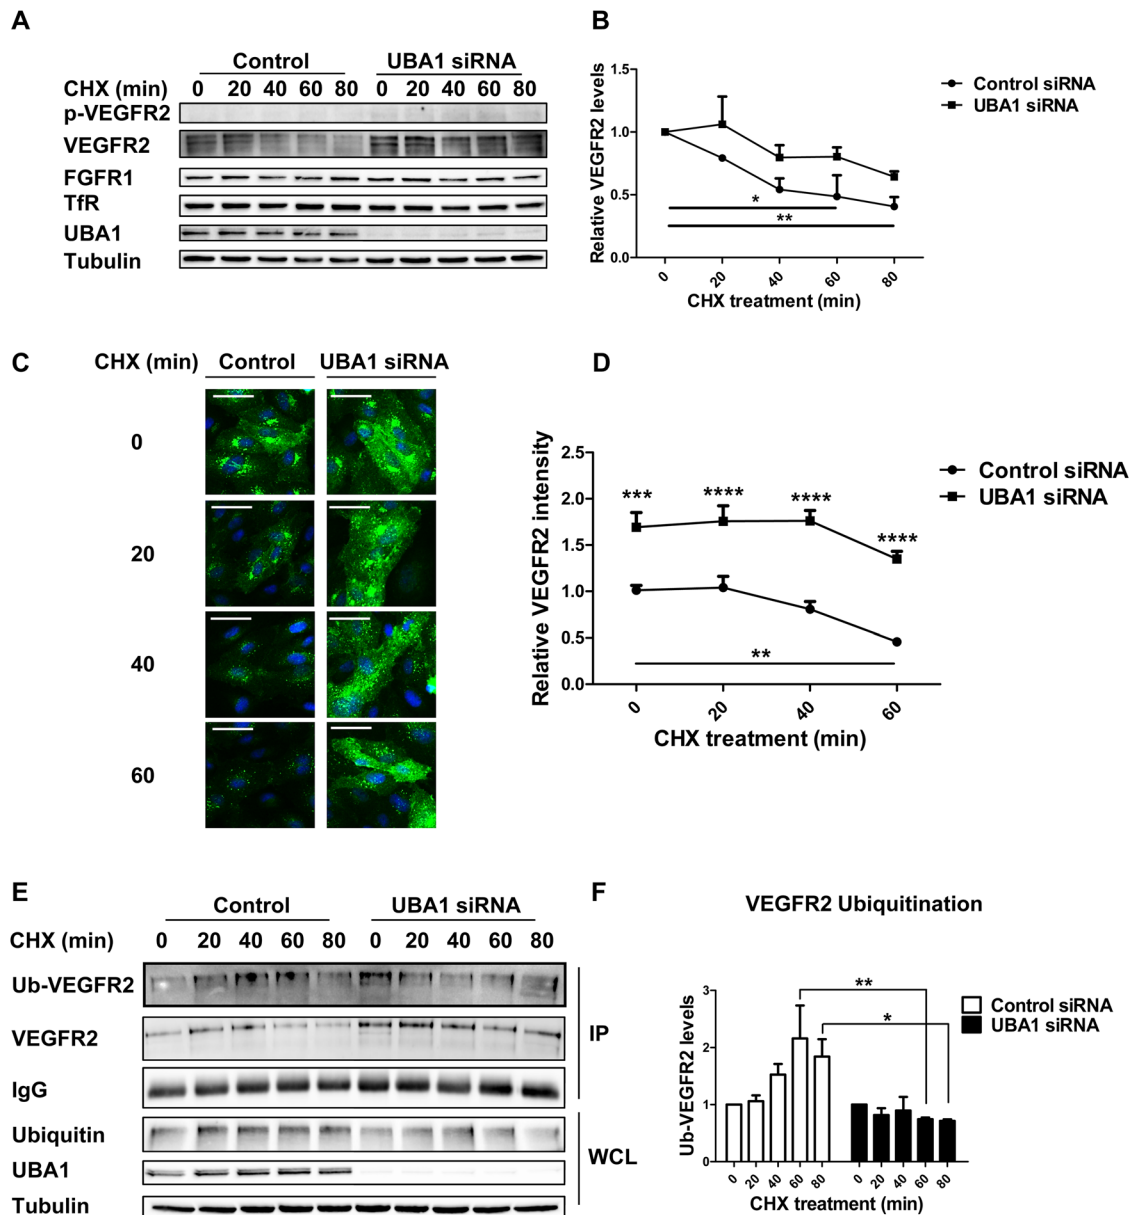 A
Control UBA1 siRNA
CHX (min) 0 20 40 60 80 0 20 40 60 80
p-VEGFR2
VEGFR2
FGFR1
TfR
UBA1
Tubulin
B
Relative VEGFR2 levels
1.5
1.0
0.5
0.0
*
**
0 20 40 60 80
CHX treatment (min)
Control siRNA
UBA1 siRNA
C
CHX (min) Control UBA1 siRNA
0
20
40
60
D
Relative VEGFR2 intensity
2.5
2.0
1.5
1.0
0.5
0.0
*** **** **** ****
**
0 20 40 60
CHX treatment (min)
Control siRNA
UBA1 siRNA
E
Control UBA1 siRNA
CHX (min) 0 20 40 60 80 0 20 40 60 80
Ub-VEGFR2
VEGFR2
IgG
IP
Ubiquitin
UBA1
Tubulin
WCL
F
VEGFR2 Ubiquitination
Ub-VEGFR2 levels
3
2
1
0
**
*
0 20 40 60 80 0 20 40 60 80
CHX treatment (min)
Control siRNA
UBA1 siRNA